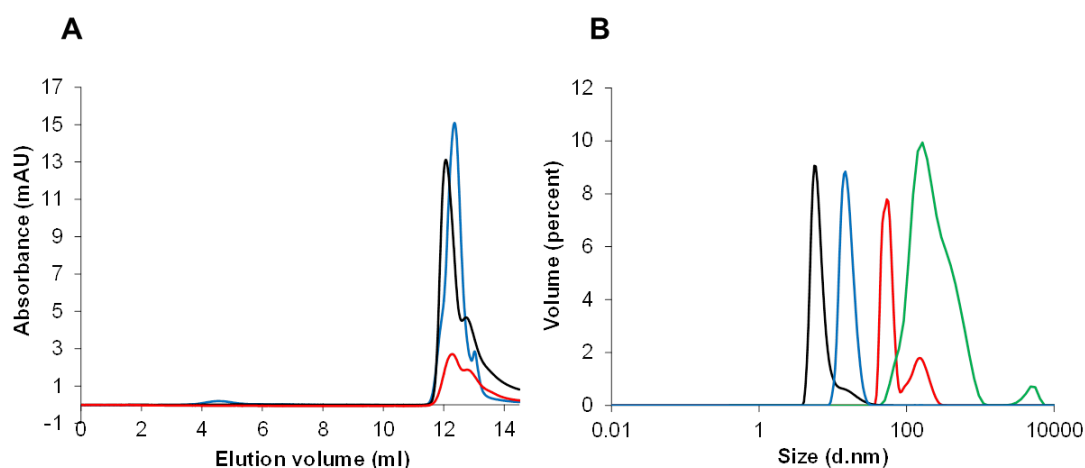 A
Absorbance (mAU)
17
15
13
11
9
7
5
3
1
-1
0 2 4 6 8 10 12 14
Elution volume (ml)
B
Volume (percent)
12
10
8
6
4
2
0
0.01 1 100 10000
Size (d.nm)